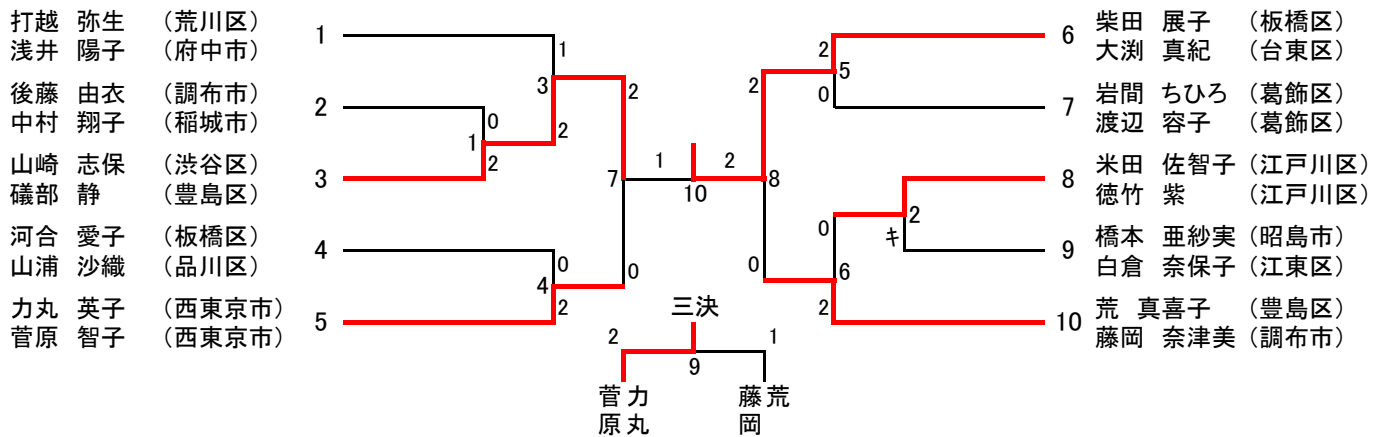 打越 弥生 （荒川区）
浅井 陽子 （府中市）
1
後藤 由衣 （調布市）
中村 翔子 （稲城市）
2
山崎 志保 （渋谷区）
礒部 静 （豊島区）
3
河合 愛子 （板橋区）
山浦 沙織 （品川区）
4
力丸 英子 （西東京市）
菅原 智子 （西東京市）
5
1
3
2
0
1
2
2
7
0
4
2
0
1
2
10
8
2
0
2
5
0
0
6
2
2
キ
6
柴田 展子 （板橋区）
大渕 真紀 （台東区）
7
岩間 ちひろ （葛飾区）
渡辺 容子 （葛飾区）
8
米田 佐智子 （江戸川区）
徳竹 紫 （江戸川区）
9
橋本 亜紗実 （昭島市）
白倉 奈保子 （江東区）
10
荒 真喜子 （豊島区）
藤岡 奈津美 （調布市）
三決
2
1
9
力丸
菅原
荒
藤岡